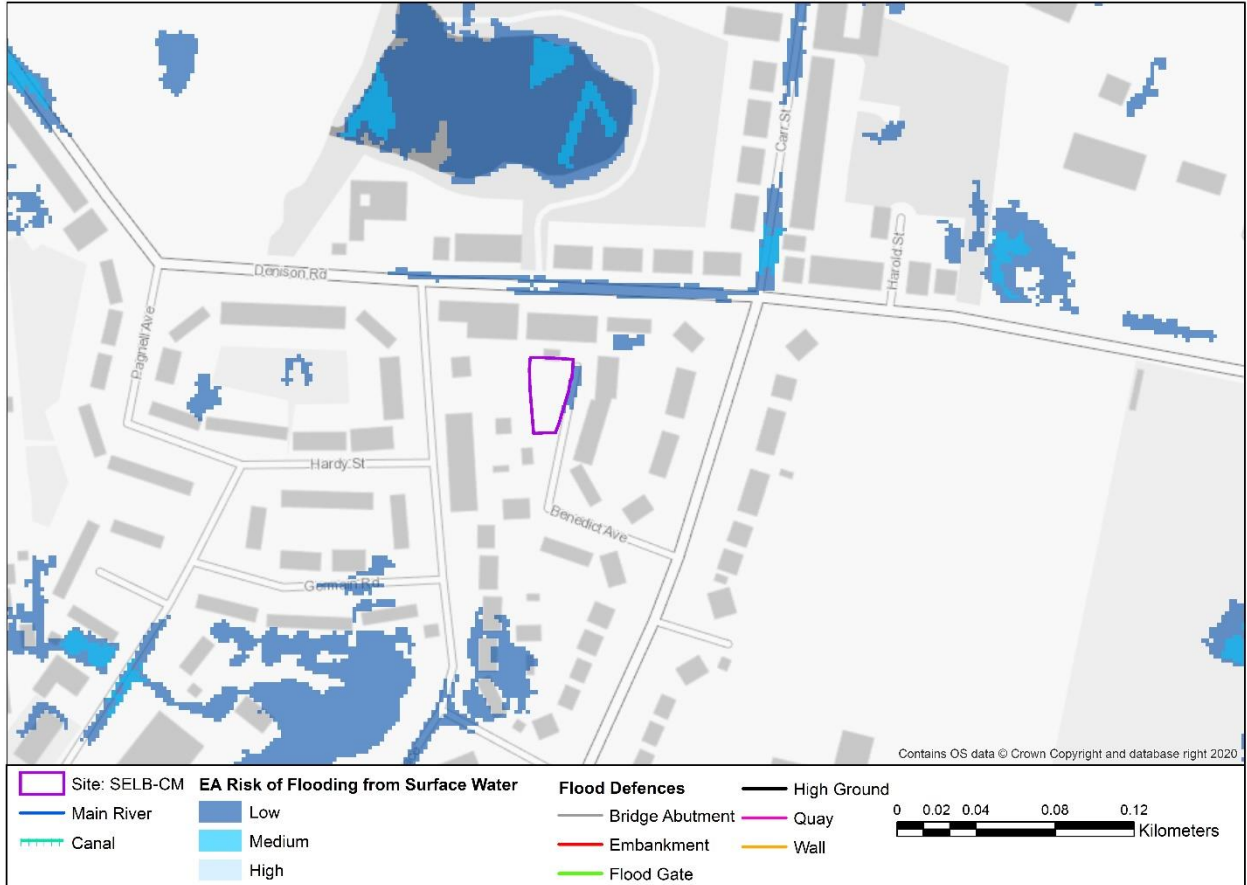 Carr St
Harold St
Denison Rd
Pagnell Ave
Hardy St
Benedict Ave
Germain Rd
Contains OS data © Crown Copyright and database right 2020
Site: SELB-CM
Main River
Canal
EA Risk of Flooding from Surface Water
Low
Medium
High
Flood Defences
Bridge Abutment
Embankment
Flood Gate
High Ground
Quay
Wall
0 0.02 0.04 0.08 0.12
Kilometers